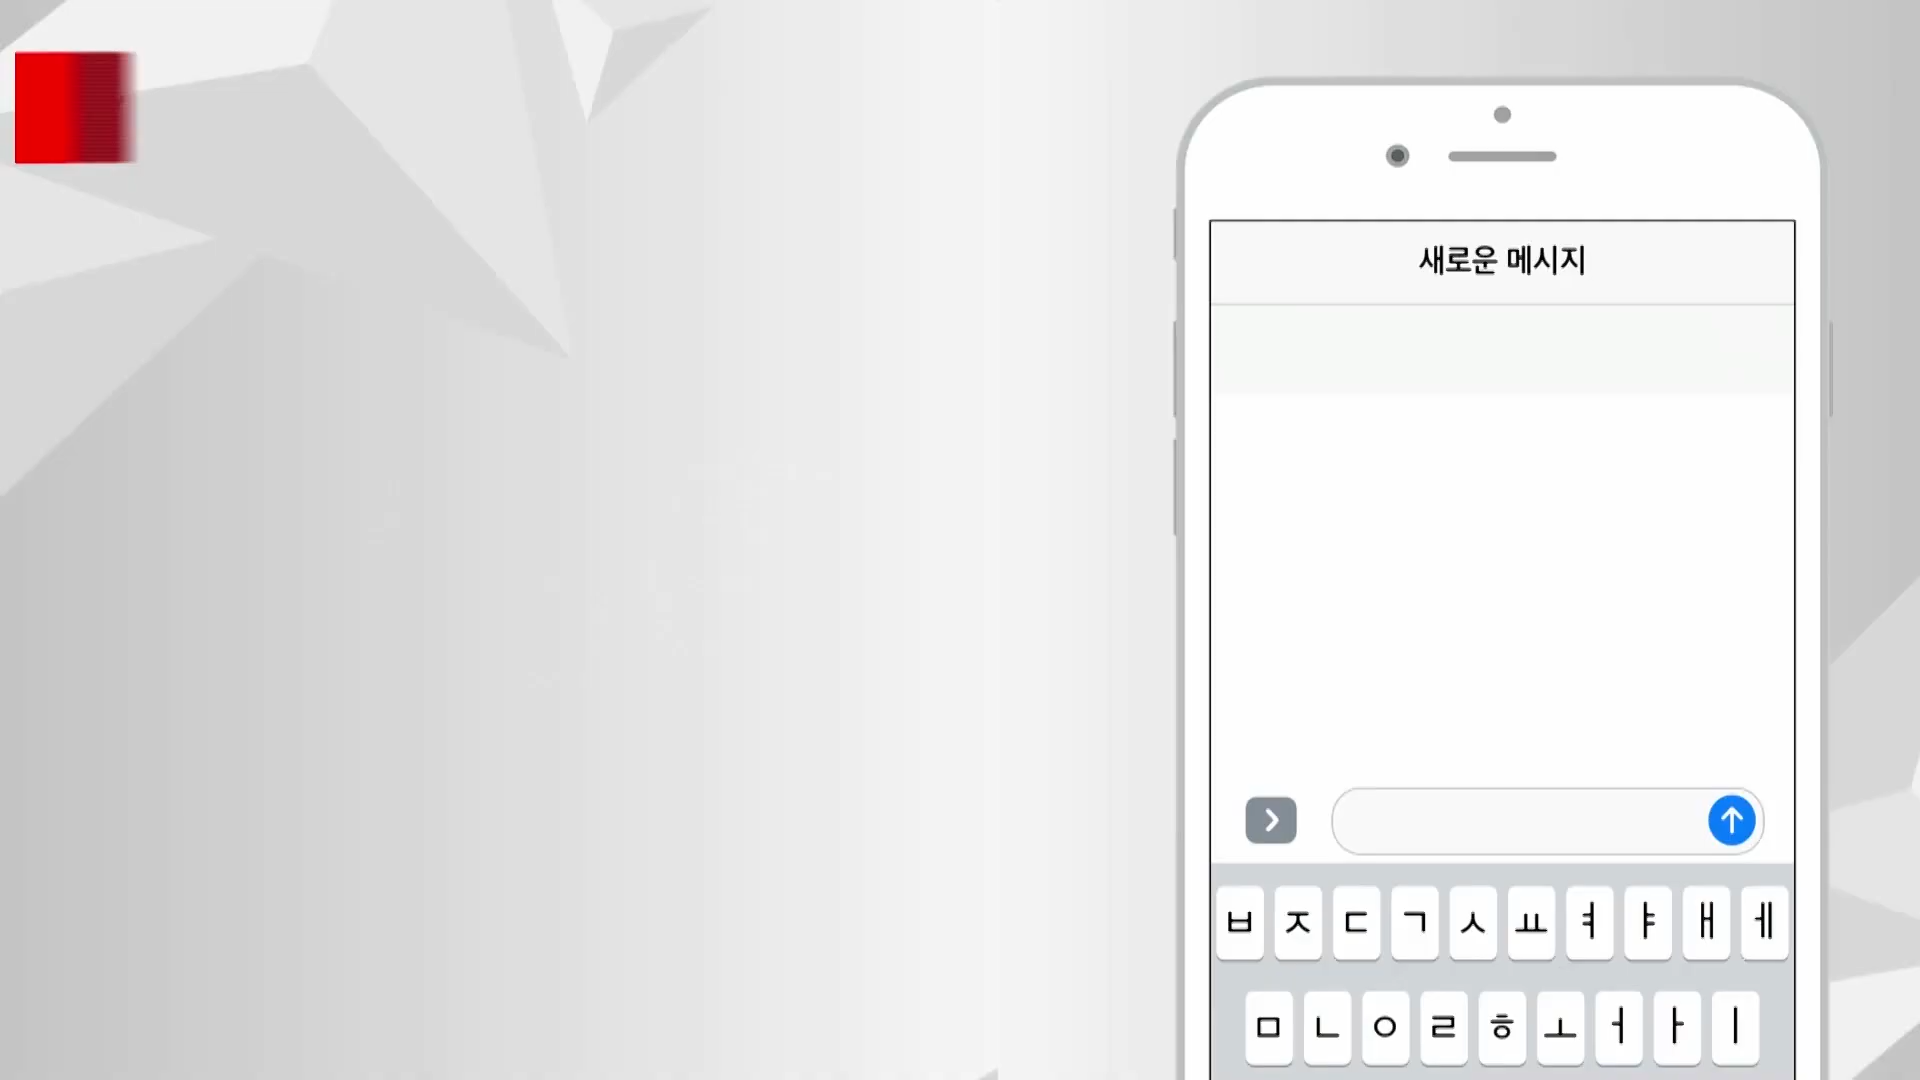 새로운 메시지
ㅂ ㅈ ㄷ ㄱ ㅅ ㅛ ㅕ ㅑ ㅐ ㅔ
ㅁ ㄴ ㅇ ㄹ ㅎ ㅗ ㅓ ㅏ ㅣ